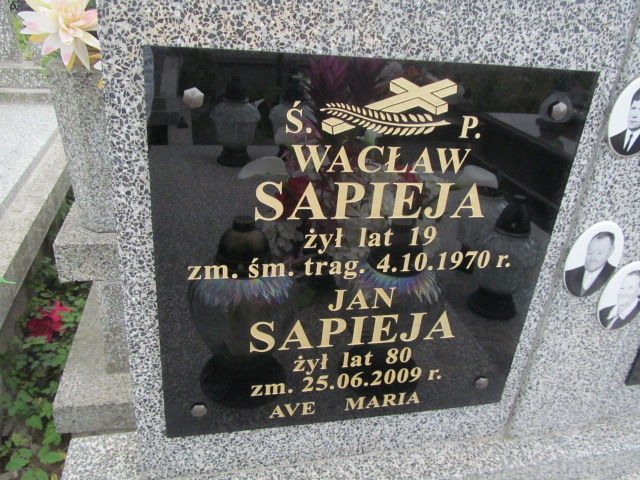 Ś. P.
WACŁAW
SAPIEJA
żył lat 19
zm. śm. trag. 4.10.1970 r.
JAN
SAPIEJA
żył lat 80
zm. 25.06.2009 r.
AVE MARIA